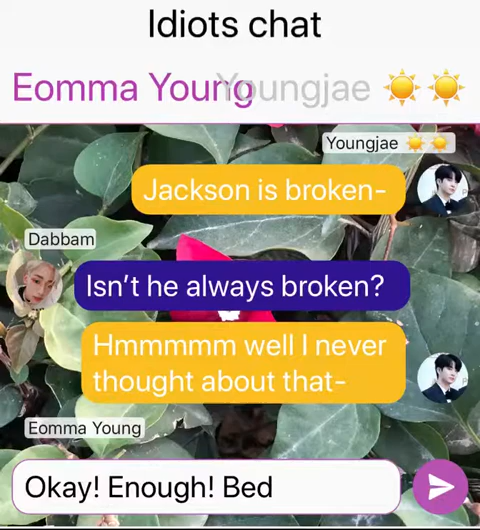 Idiots chat
Eomma Young Youngjae ☀️☀️
Youngjae ☀️☀️
Jackson is broken-
Dabbam
Isn't he always broken?
Hmmmmm well I never
thought about that-
Eomma Young
Okay! Enough! Bed